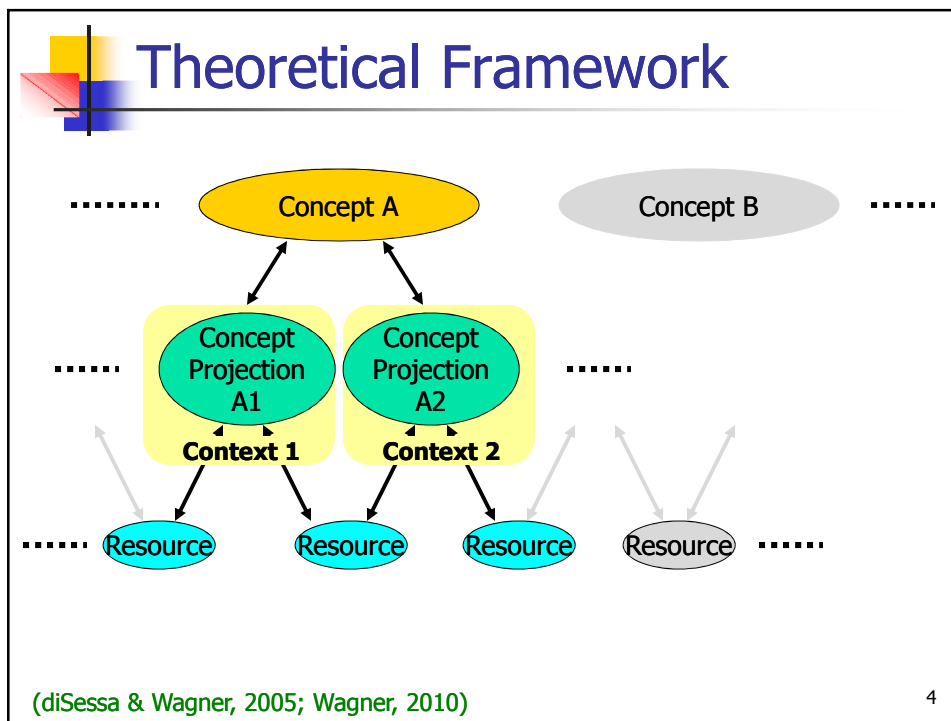 Theoretical Framework
Concept A
Concept B
Concept
Projection
A1
Concept
Projection
A2
Context 1
Context 2
Resource
Resource
Resource
Resource
(diSessa & Wagner, 2005; Wagner, 2010)
4